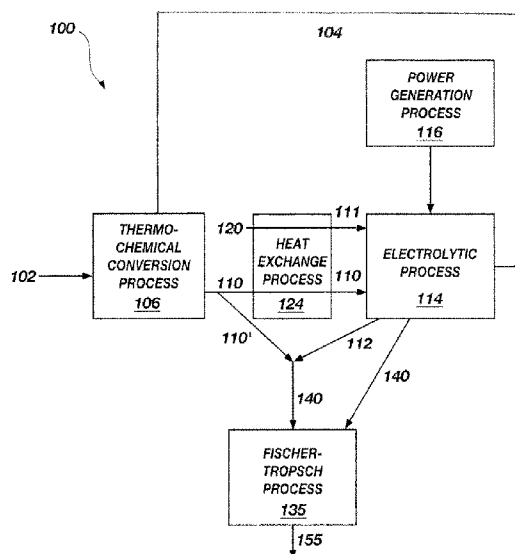 100
104
POWER
GENERATION
PROCESS
116
THERMO-
CHEMICAL
CONVERSION
PROCESS
106
102
120
111
HEAT
EXCHANGE
PROCESS
124
110
110
ELECTROLYTIC
PROCESS
114
110'
112
140
140
FISCHER-
TROPSCH
PROCESS
135
155